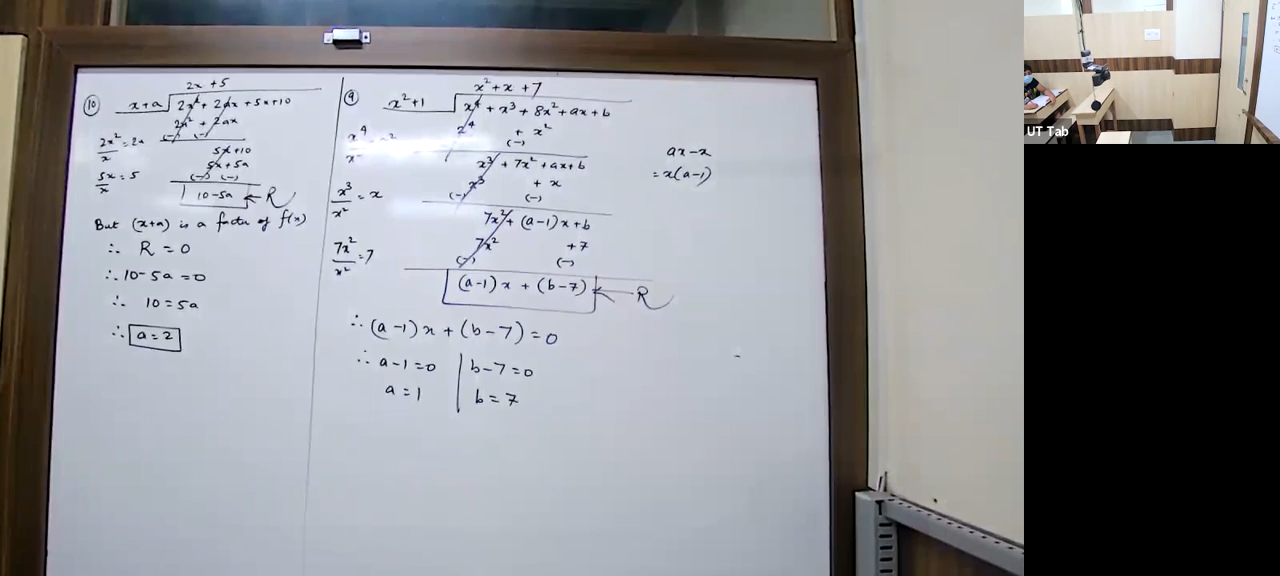 ⑩
2x + 5
x+a
2x² + 2ax + 5x+10
2x² + 2ax
(-) (-)
2x²/x = 2x
5x+10
5x+5a
(-) (-)
5x/x = 5
10-5a ← R
But (x+a) is a factor of f(x)
∴ R = 0
∴ 10-5a = 0
∴ 10 = 5a
∴ a = 2
⑨
x² + x + 7
x²+1
x⁴ + x³ + 8x² + ax + b
x⁴ + x²
(-)
x³ + 7x² + ax + b
x³ + x
(-) (-)
x³/x² = x
7x² + (a-1)x + b
7x² +7
(-) (-)
7x²/x² = 7
(a-1) x + (b-7) ← R
∴ (a-1) x + (b-7) = 0
∴ a-1 = 0 | b-7 = 0
a = 1 | b = 7
ax - x
= x(a-1)
UT Tab